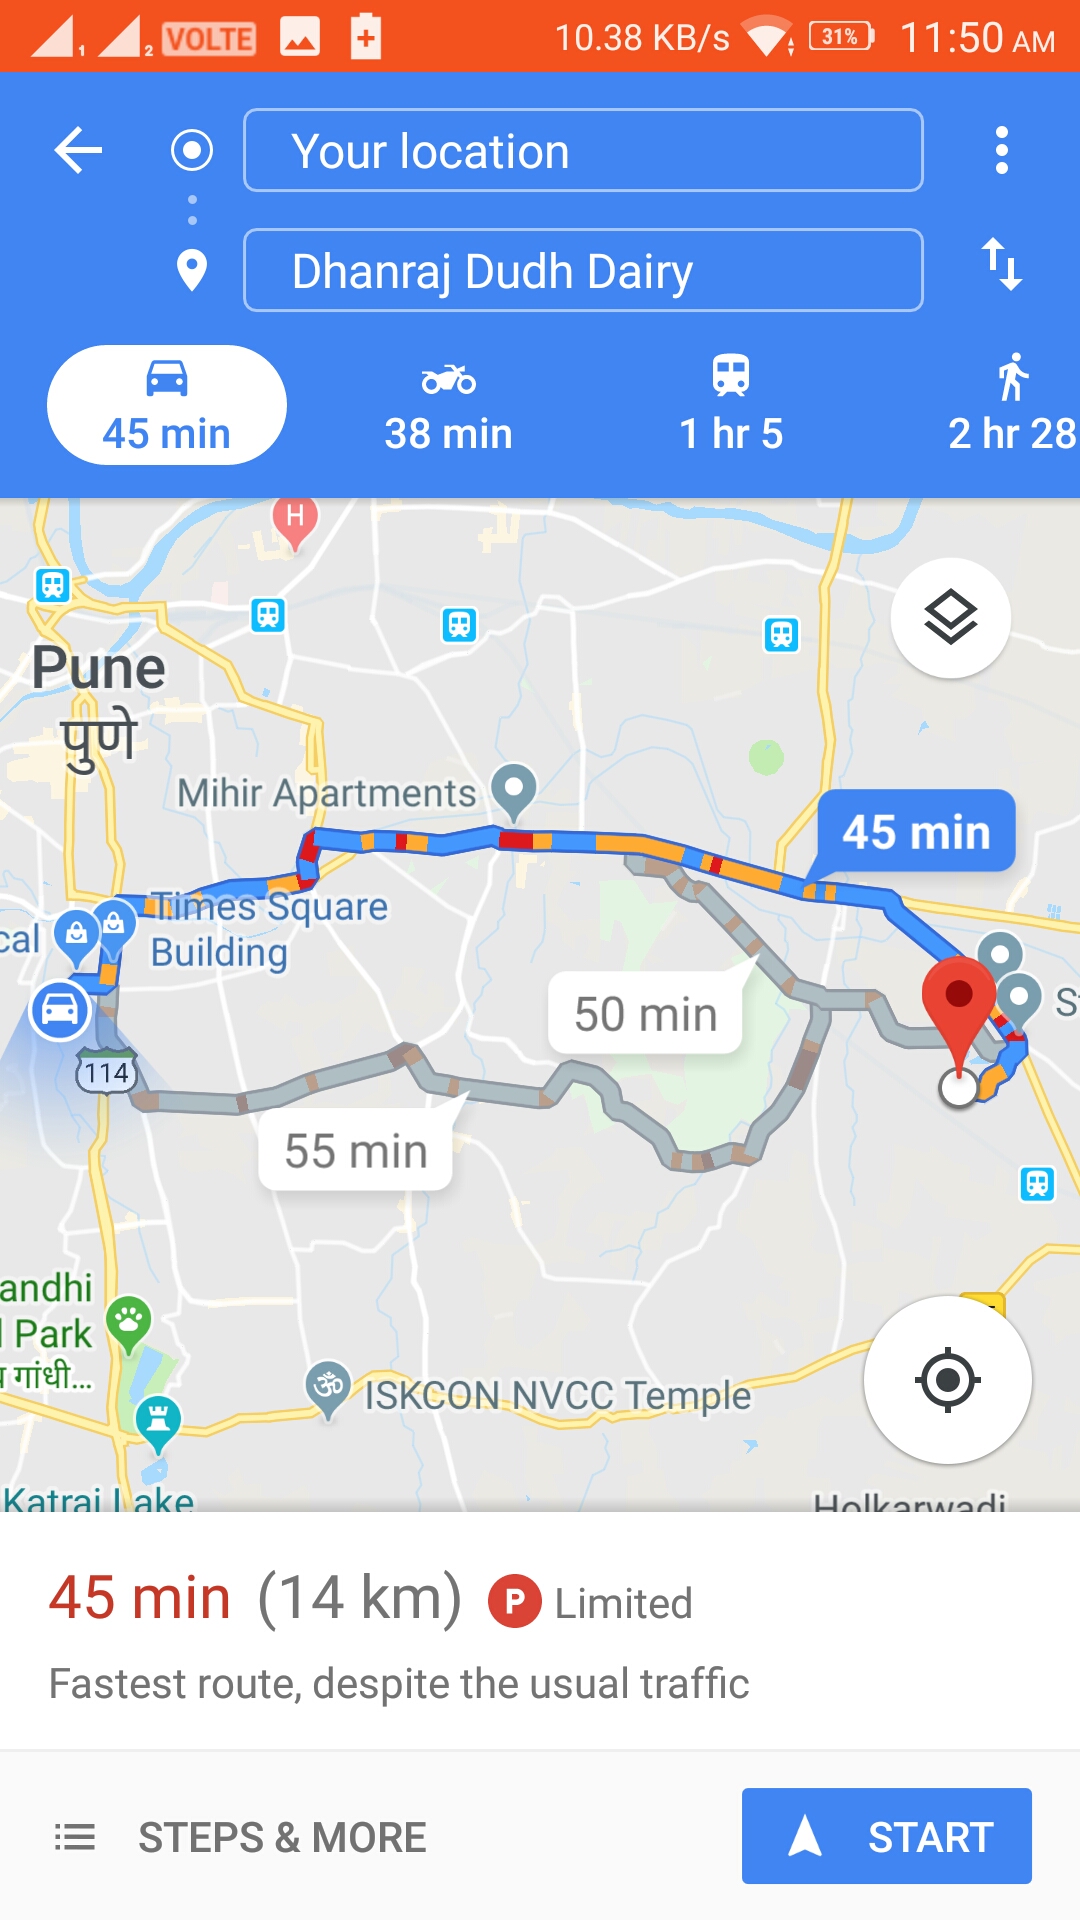 1 2 VOLTE 10.38 KB/s 31% 11:50 AM
Your location
Dhanraj Dudh Dairy
45 min 38 min 1 hr 5 2 hr 28
H
Pune
पुणे
Mihir Apartments
45 min
Times Square
Building
cal
50 min
S
114
55 min
andhi
l Park
गांधी...
ISKCON NVCC Temple
Katraj Lake
Holkarwadi
45 min (14 km) P Limited
Fastest route, despite the usual traffic
STEPS & MORE START